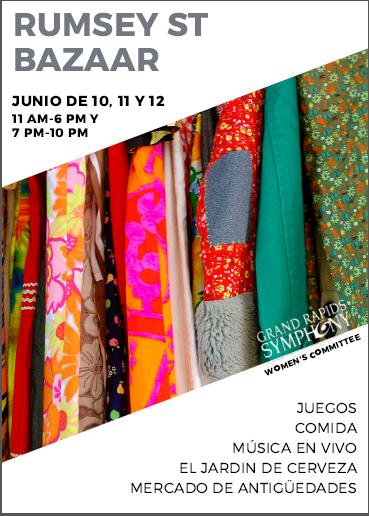 RUMSEY ST
BAZAAR
JUNIO DE 10, 11 Y 12
11 AM-6 PM Y
7 PM-10 PM
GRAND RAPIDS
SYMPHONY
WOMEN'S COMMITTEE
JUEGOS
COMIDA
MÚSICA EN VIVO
EL JARDIN DE CERVEZA
MERCADO DE ANTIGÜEDADES